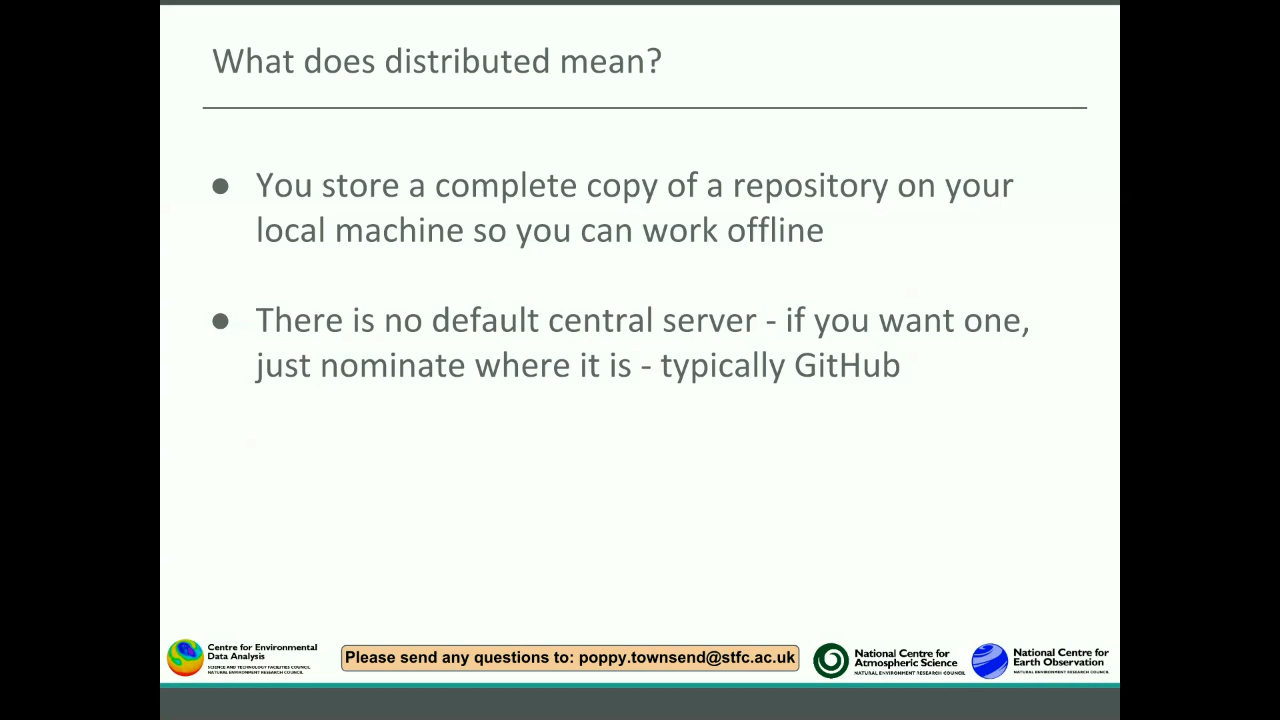 What does distributed mean?
● You store a complete copy of a repository on your
local machine so you can work offline
● There is no default central server - if you want one,
just nominate where it is - typically GitHub
Centre for Environmental
Data Analysis
SCIENCE AND TECHNOLOGY FACILITIES COUNCIL
NATURAL ENVIRONMENT RESEARCH COUNCIL
Please send any questions to: poppy.townsend@stfc.ac.uk
National Centre for
Atmospheric Science
NATURAL ENVIRONMENT RESEARCH COUNCIL
National Centre for
Earth Observation
NATURAL ENVIRONMENT RESEARCH COUNCIL